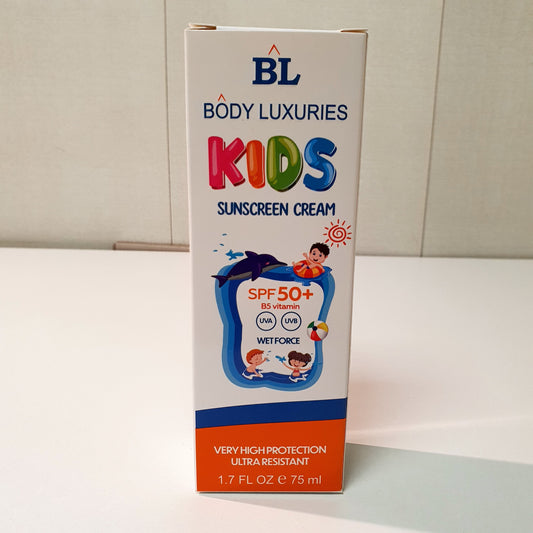 BL
BODY LUXURIES
KIDS
SUNSCREEN CREAM
SPF 50+
B5 vitamin
UVA UVB
WET FORCE
VERY HIGH PROTECTION
ULTRA RESISTANT
1.7 FL OZ e 75 ml